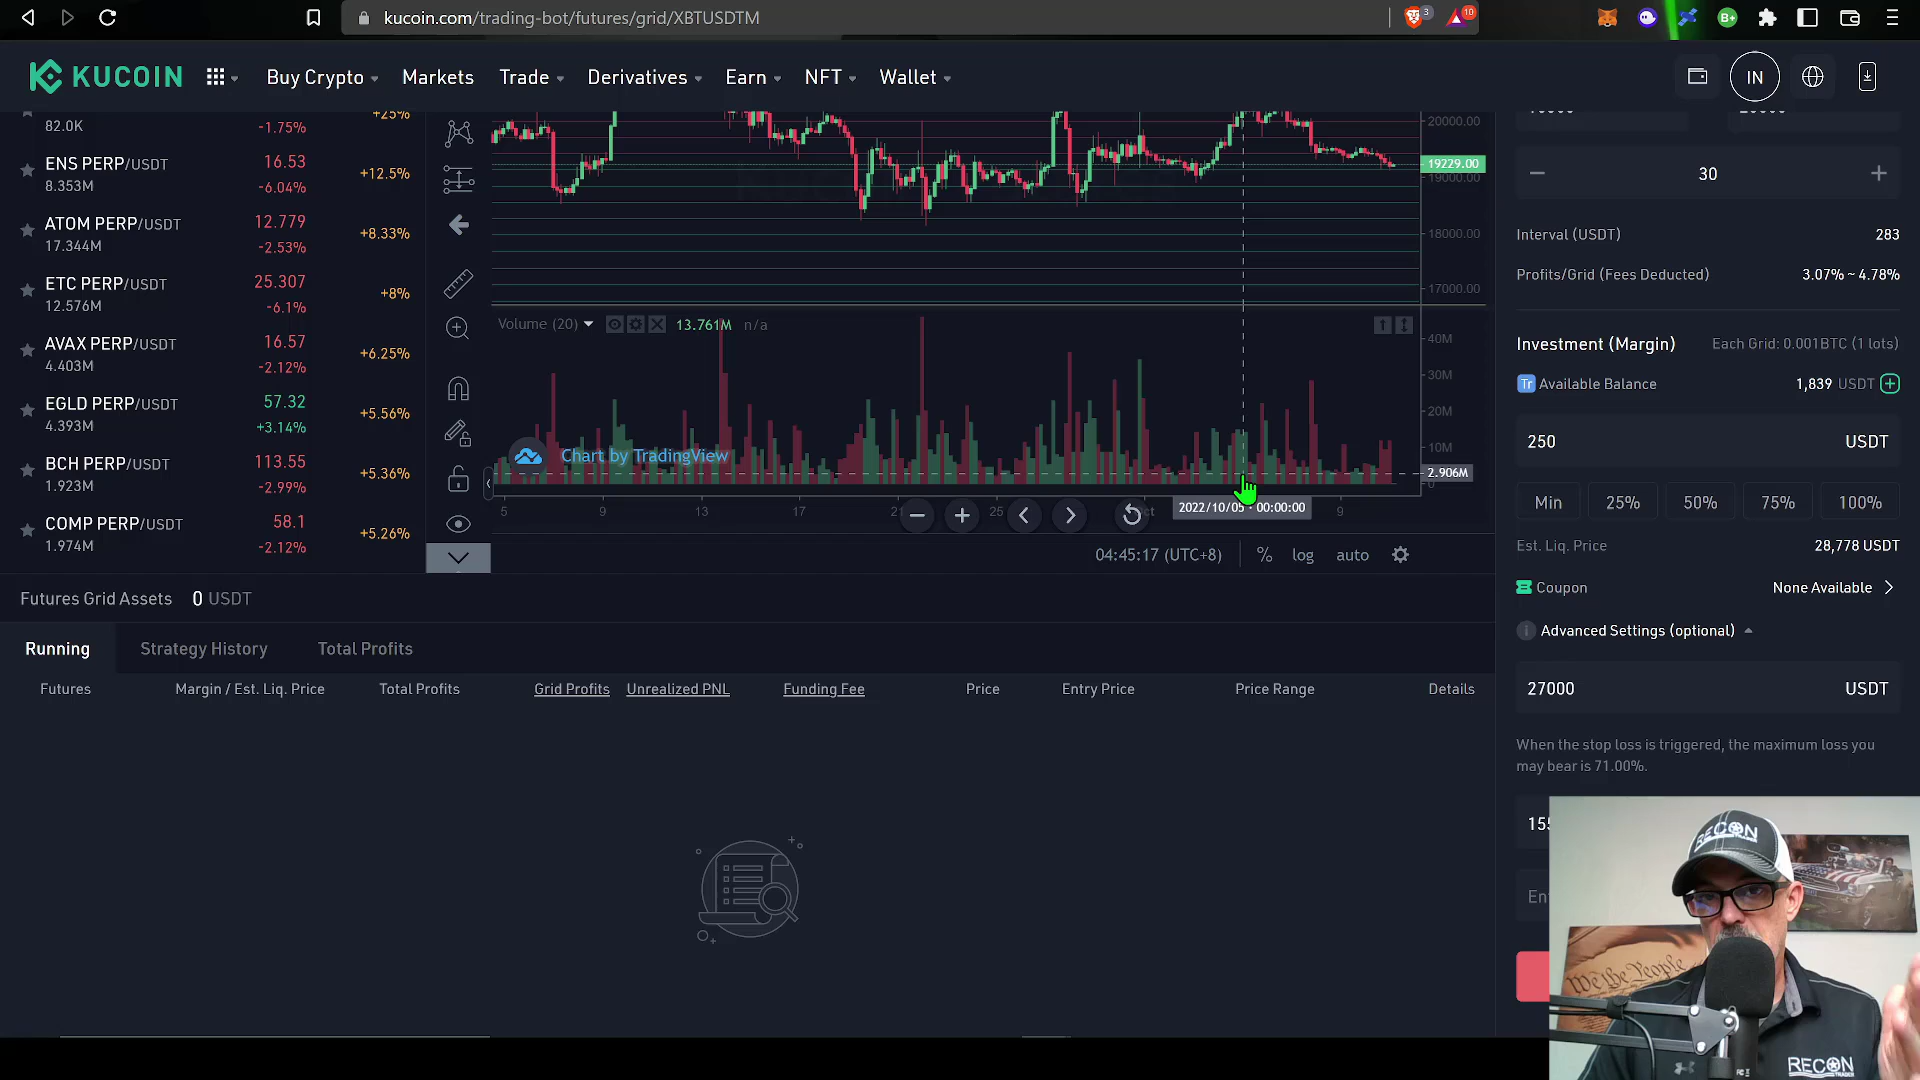 kucoin.com/trading-bot/futures/grid/XBTUSDTM
3
10
B+
KUCOIN
Buy Crypto
Markets
Trade
Derivatives
Earn
NFT
Wallet
IN
82.0K
-1.75%
+25%
ENS PERP/USDT
16.53
8.353M
-6.04%
+12.5%
ATOM PERP/USDT
12.779
17.344M
-2.53%
+8.33%
ETC PERP/USDT
25.307
12.576M
-6.1%
+8%
AVAX PERP/USDT
16.57
4.403M
-2.12%
+6.25%
EGLD PERP/USDT
57.32
4.393M
+3.14%
+5.56%
BCH PERP/USDT
113.55
1.923M
-2.99%
+5.36%
COMP PERP/USDT
58.1
1.974M
-2.12%
+5.26%
20000.00
19229.00
19000.00
18000.00
17000.00
Volume (20)
13.761M
n/a
40M
30M
20M
10M
2.906M
0
Chart by TradingView
5
9
13
17
25
2022/10/05
00:00:00
9
04:45:17 (UTC+8)
%
log
auto
30
Interval (USDT)
283
Profits/Grid (Fees Deducted)
3.07% ~ 4.78%
Investment (Margin)
Each Grid: 0.001BTC (1 lots)
Tr
Available Balance
1,839 USDT
250
USDT
Min
25%
50%
75%
100%
Est. Liq. Price
28,778 USDT
Coupon
None Available
Advanced Settings (optional)
27000
USDT
When the stop loss is triggered, the maximum loss you
may bear is 71.00%.
Futures Grid Assets
0 USDT
Running
Strategy History
Total Profits
Futures
Margin / Est. Liq. Price
Total Profits
Grid Profits
Unrealized PNL
Funding Fee
Price
Entry Price
Price Range
Details
RECON
We the People
RECON